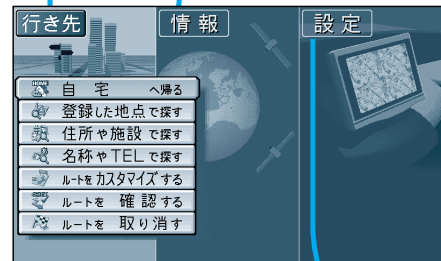 行き先 情報 設定
自宅へ帰る
登録した地点で探す
住所や施設で探す
名称やTELで探す
ルートをカスタマイズする
ルートを確認する
ルートを取り消す